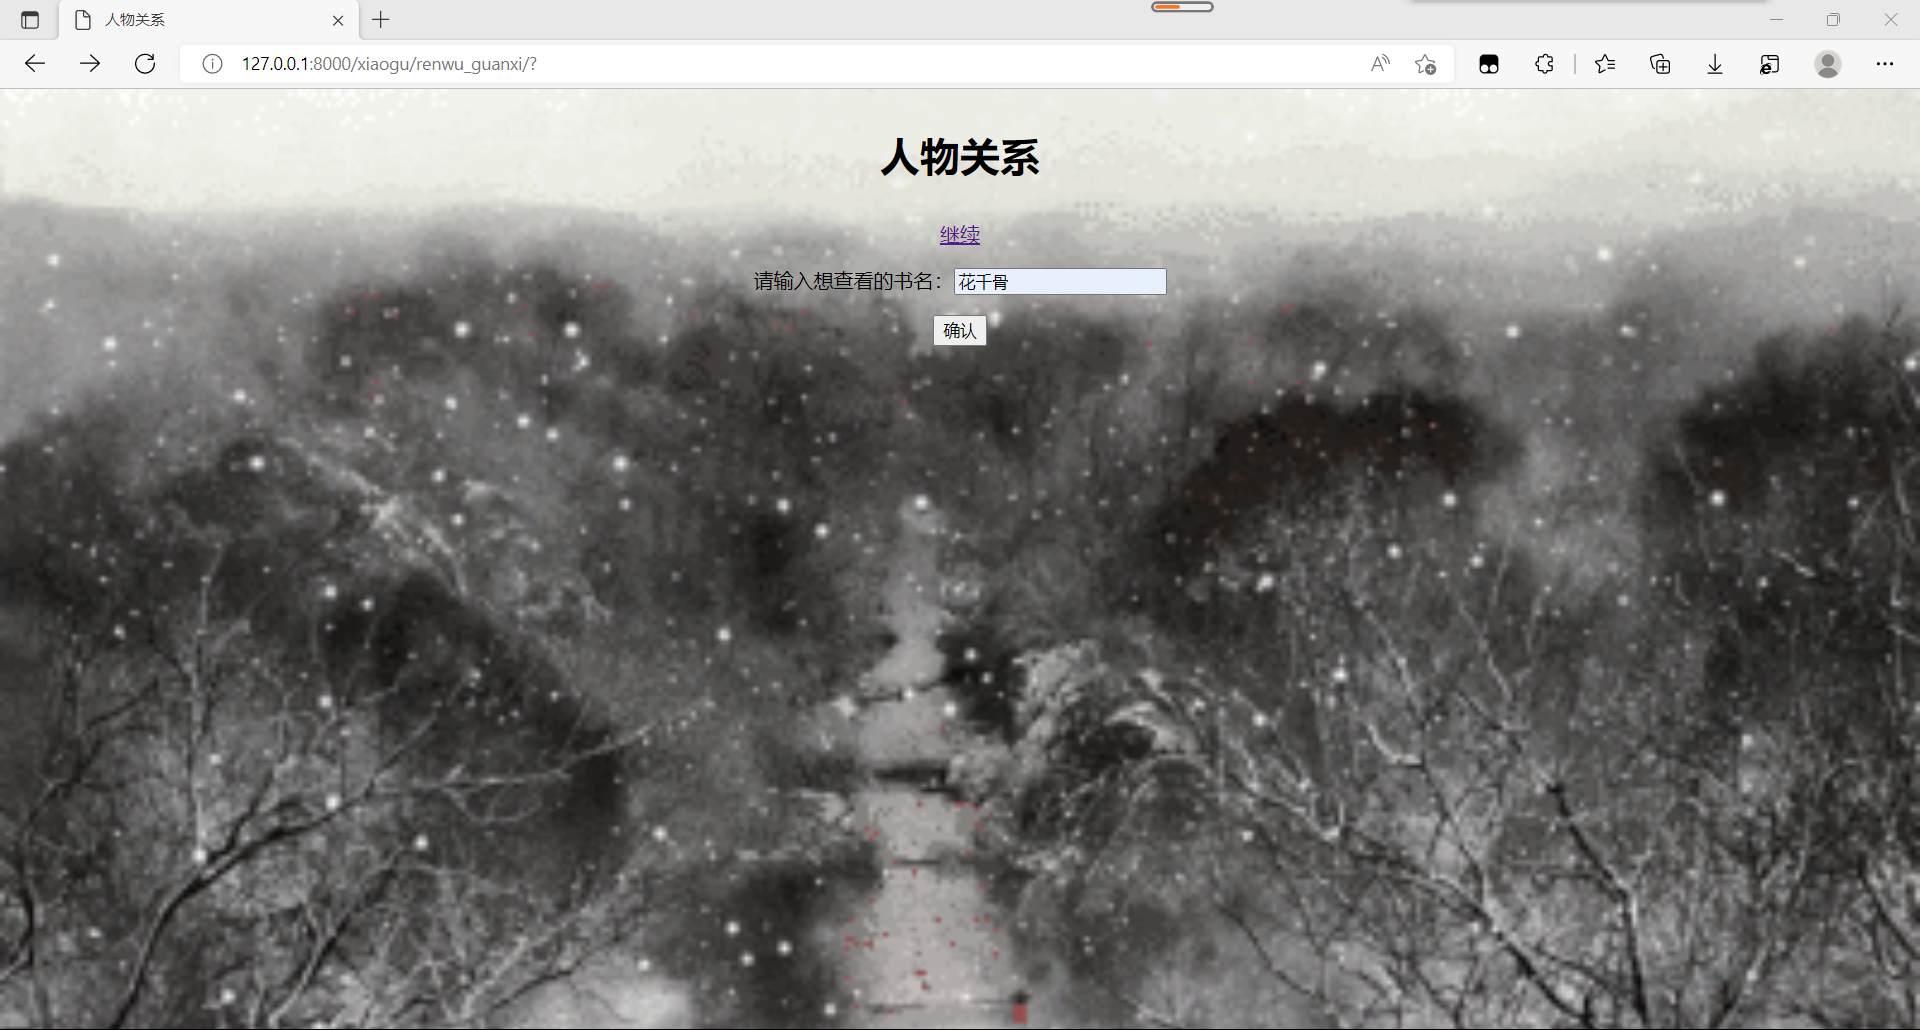 人物关系
127.0.0.1:8000/xiaogu/renwu_guanxi/?
人物关系
继续
请输入想查看的书名：花千骨
确认